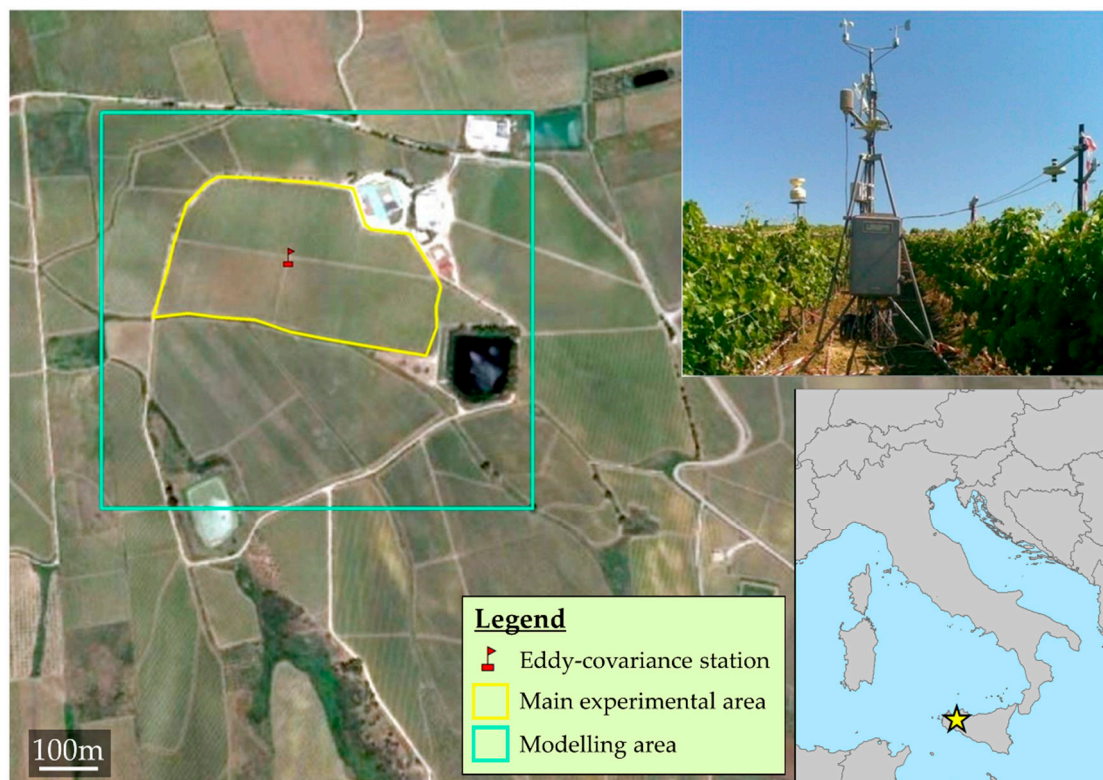 Legend
Eddy-covariance station
Main experimental area
Modelling area
100m